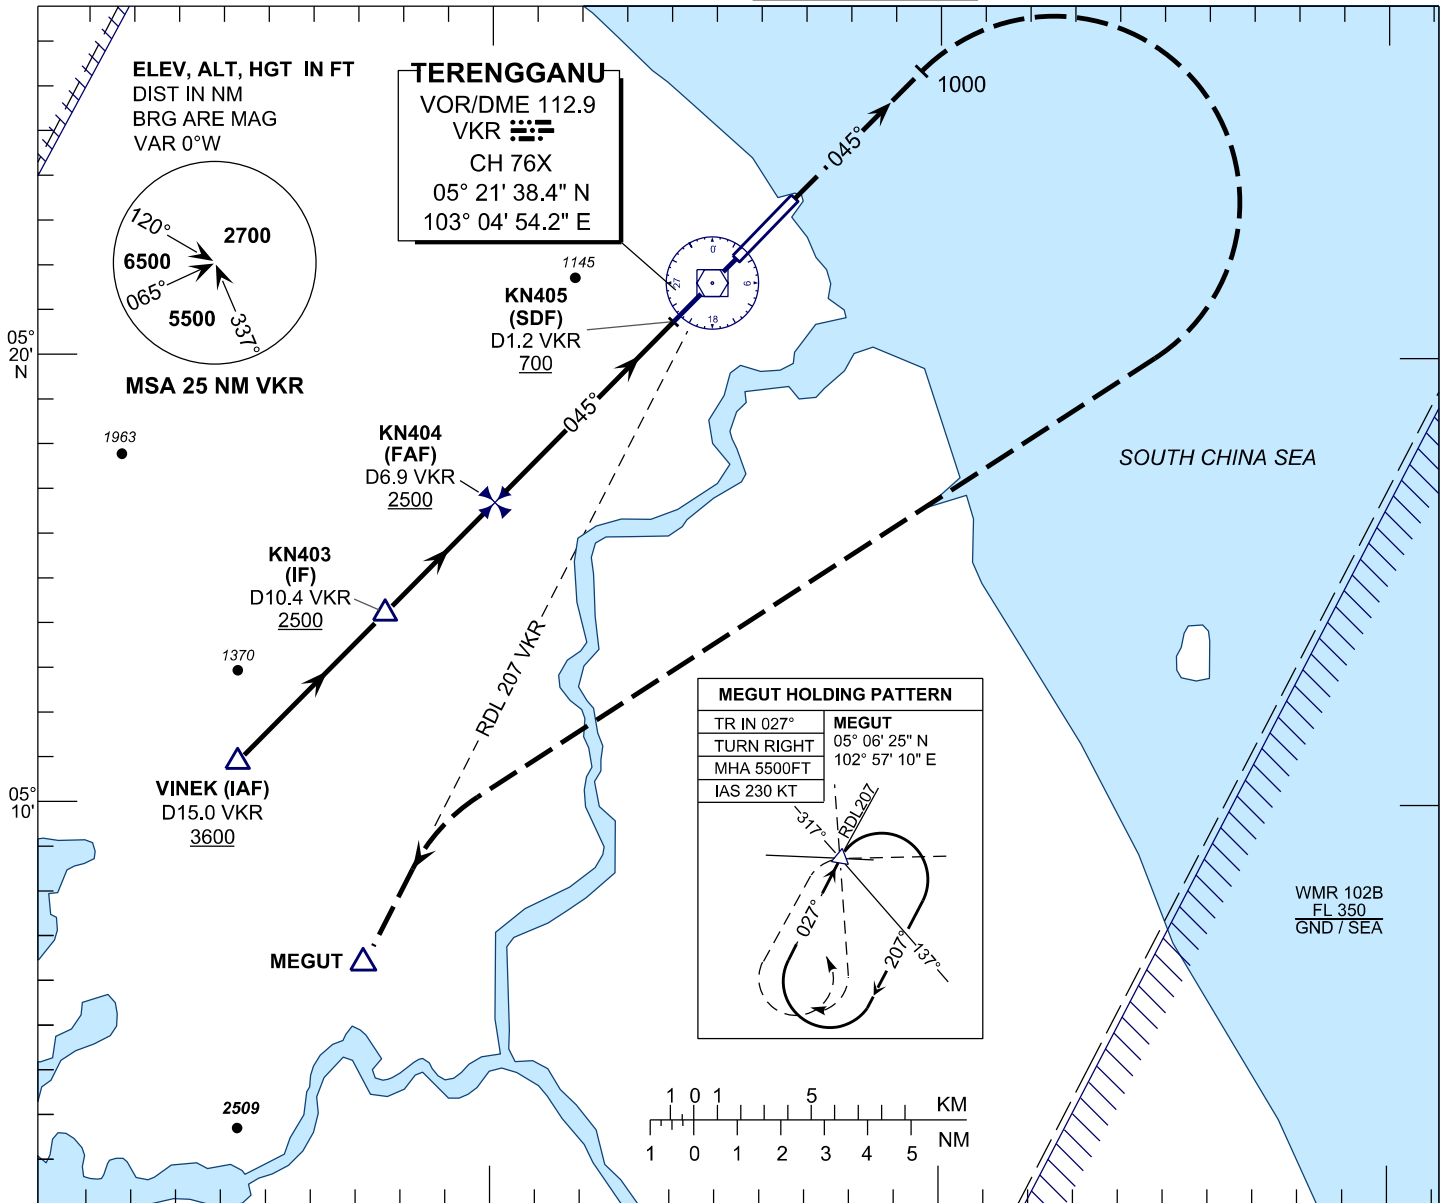 ELEV, ALT, HGT IN FT
DIST IN NM
BRG ARE MAG
VAR 0°W
120°
2700
6500
065°
5500
337°
MSA 25 NM VKR
TERENGGANU
VOR/DME 112.9
VKR
CH 76X
05° 21' 38.4" N
103° 04' 54.2" E
1000
045°
0
9
18
27
1145
KN405
(SDF)
D1.2 VKR
700
05°
20'
N
1963
045°
KN404
(FAF)
D6.9 VKR
2500
SOUTH CHINA SEA
KN403
(IF)
D10.4 VKR
2500
1370
RDL 207 VKR
VINEK (IAF)
D15.0 VKR
3600
05°
10'
MEGUT HOLDING PATTERN
TR IN 027°
TURN RIGHT
MHA 5500FT
IAS 230 KT
MEGUT
05° 06' 25" N
102° 57' 10" E
317°
RDL207
027°
207°
137°
WMR 102B
FL 350
GND / SEA
MEGUT
2509
1 0 1 5
KM
NM
1 0 1 2 3 4 5